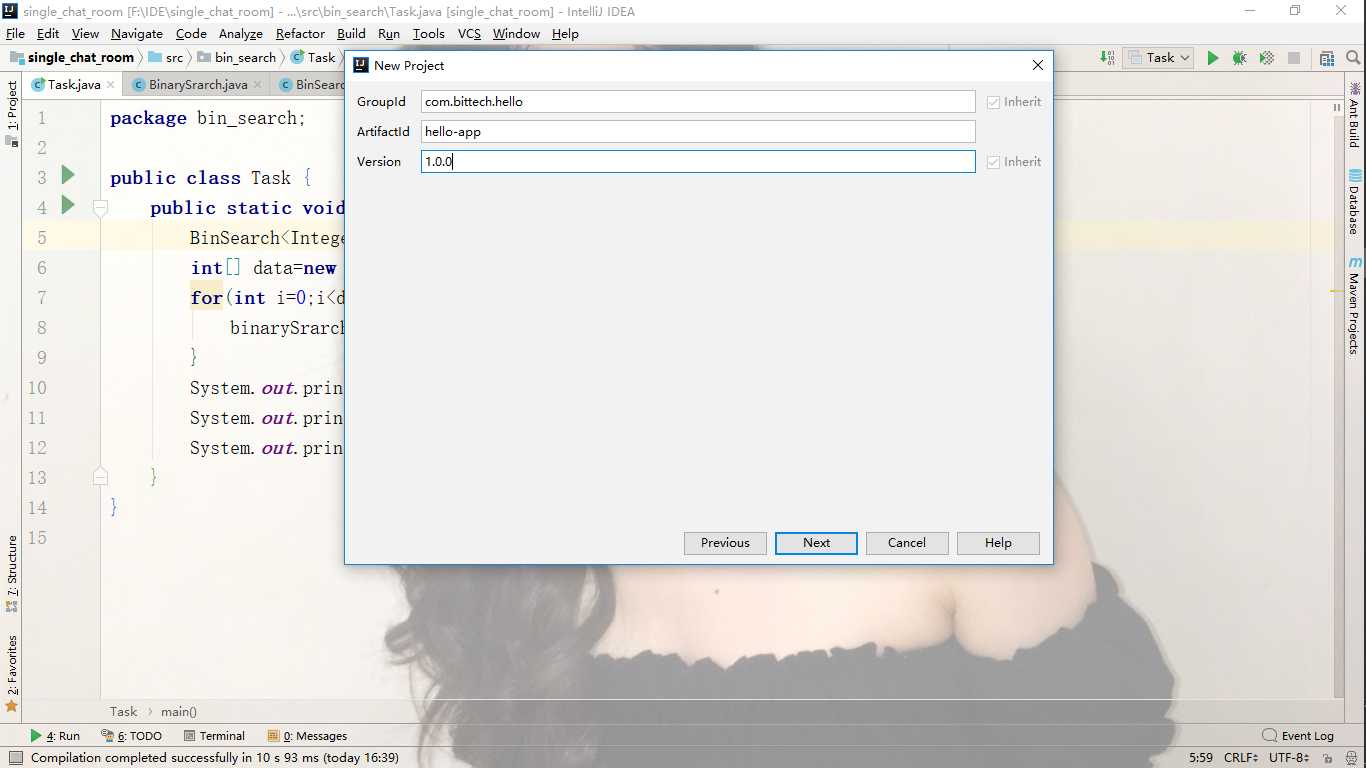 single_chat_room [F:\IDE\single_chat_room] - ...\src\bin_search\Task.java [single_chat_room] - IntelliJ IDEA
File Edit View Navigate Code Analyze Refactor Build Run Tools VCS Window Help
single_chat_room src bin_search Task
Task
Task.java BinarySrarch.java BinSearc
1: Project
7: Structure
2: Favorites
Ant Build
Database
Maven Projects
1 package bin_search;
2
3 public class Task {
4 public static void
5 BinSearch<Intege
6 int[] data=new
7 for(int i=0;i<d
8 binarySrarch
9 }
10 System.out.prin
11 System.out.prin
12 System.out.prin
13 }
14 }
15
New Project
GroupId com.bittech.hello Inherit
ArtifactId hello-app
Version 1.0.0 Inherit
Previous Next Cancel Help
Task main()
4: Run 6: TODO Terminal 0: Messages Event Log
Compilation completed successfully in 10 s 93 ms (today 16:39) 5:59 CRLF UTF-8